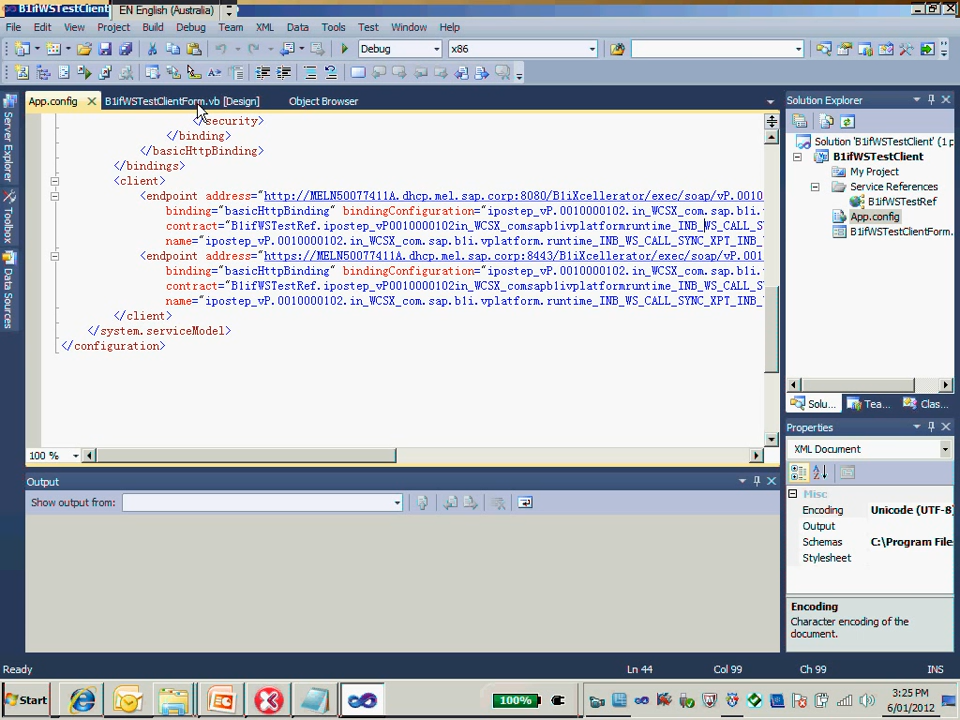 B1ifWSTestClient
EN English (Australia)
File Edit View Project Build Debug Team XML Data Tools Test Window Help
Debug x86
App.config B1ifWSTestClientForm.vb [Design] Object Browser
Server Explorer
Toolbox
Data Sources
</security>
</binding>
</basicHttpBinding>
</bindings>
<client>
<endpoint address="http://MELN50077411A.dhcp.mel.sap.corp:8080/B1iXcellerator/exec/soap/vP.0010
binding="basicHttpBinding" bindingConfiguration="ipostep_vP.0010000102.in_WCSX_com.sap.b1i.
contract="B1ifWSTestRef.ipostep_vP0010000102in_WCSX_comsapb1ivplatformruntime_INB_WS_CALL_S
name="ipostep_vP.0010000102.in_WCSX_com.sap.b1i.vplatform.runtime_INB_WS_CALL_SYNC_XPT_INB_
<endpoint address="https://MELN50077411A.dhcp.mel.sap.corp:8443/B1iXcellerator/exec/soap/vP.001
binding="basicHttpBinding" bindingConfiguration="ipostep_vP.0010000102.in_WCSX_com.sap.b1i.
contract="B1ifWSTestRef.ipostep_vP0010000102in_WCSX_comsapb1ivplatformruntime_INB_WS_CALL_S
name="ipostep_vP.0010000102.in_WCSX_com.sap.b1i.vplatform.runtime_INB_WS_CALL_SYNC_XPT_INB_
</client>
</system.serviceModel>
</configuration>
100 %
Output
Show output from:
Solution Explorer
Solution 'B1ifWSTestClient' (1 p
B1ifWSTestClient
My Project
Service References
B1ifWSTestRef
App.config
B1ifWSTestClientForm.
Solu... Tea... Clas...
Properties
XML Document
Misc
Encoding Unicode (UTF-8)
Output
Schemas C:\Program File
Stylesheet
Encoding
Character encoding of the
document.
Ready Ln 44 Col 99 Ch 99 INS
Start 100% 3:25 PM
6/01/2012